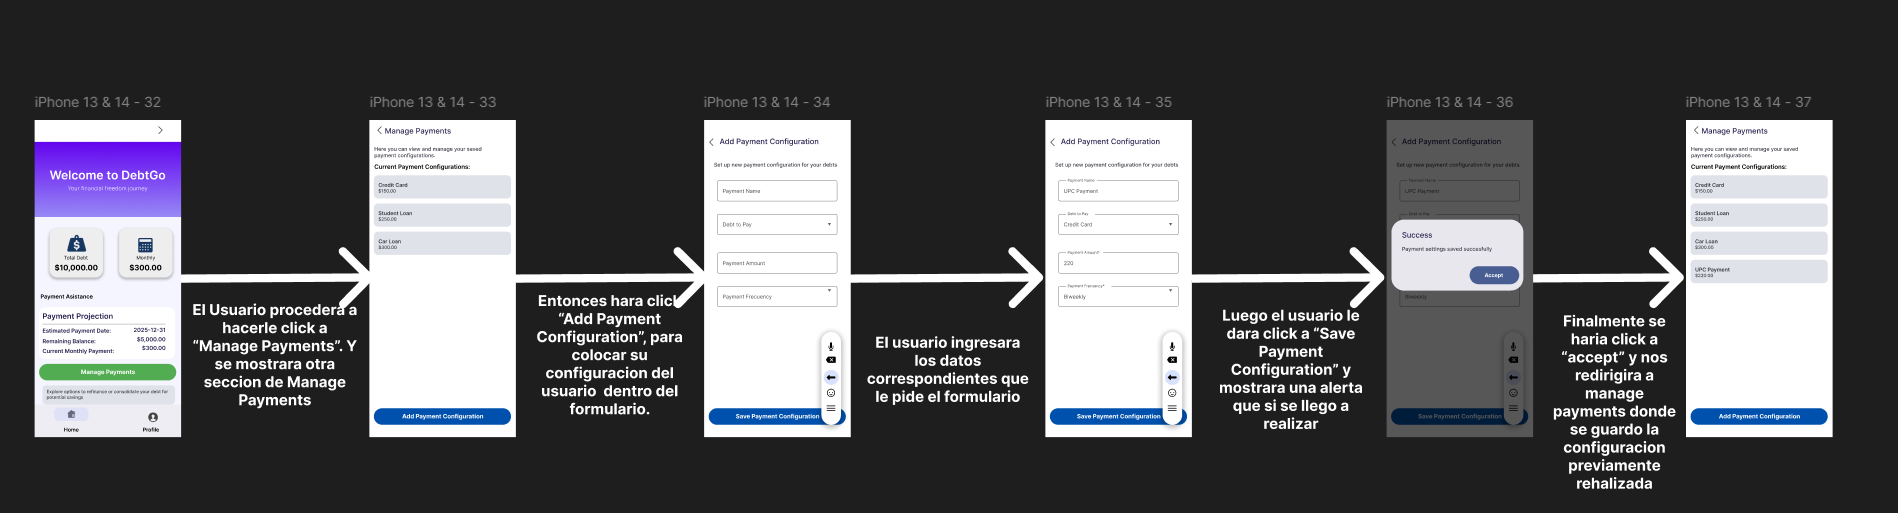 iPhone 13 & 14 - 32
Welcome to DebtGo
Your financial freedom journey
Total Debt
$10,000.00
Monthly
$300.00
Payment Asistance
Payment Projection
Estimated Payment Date: 2025-12-31
Remaining Balance: $5,000.00
Current Monthly Payment: $300.00
Manage Payments
Explore options to refinance or consolidate your debt for
potential savings
Home
Profile
El Usuario procedera a
hacerle click a
“Manage Payments”. Y
se mostrara otra
seccion de Manage
Payments
iPhone 13 & 14 - 33
Manage Payments
Here you can view and manage your saved
payment configurations.
Current Payment Configurations:
Credit Card
$150.00
Student Loan
$250.00
Car Loan
$300.00
Add Payment Configuration
Entonces hara click
“Add Payment
Configuration”, para
colocar su
configuracion del
usuario dentro del
formulario.
iPhone 13 & 14 - 34
Add Payment Configuration
Set up new payment configuration for your debts
Payment Name
Debt to Pay
Payment Amount
Payment Frecuency
Save Payment Configuration
El usuario ingresara
los datos
correspondientes que
le pide el formulario
iPhone 13 & 14 - 35
Add Payment Configuration
Set up new payment configuration for your debts
Payment Name
UPC Payment
Debt to Pay
Credit Card
Payment Amount*
220
Payment Frecuency*
Biweekly
Save Payment Configuration
Luego el usuario le
dara click a “Save
Payment
Configuration” y
mostrara una alerta
que si se llego a
realizar
iPhone 13 & 14 - 36
Add Payment Configuration
Set up new payment configuration for your debts
Payment Name
UPC Payment
Debt to Pay
Success
Payment settings saved successfully
Accept
Biweekly
Save Payment Configuration
Finalmente se
haria click a
“accept” y nos
redirigira a
manage
payments donde
se guardo la
configuracion
previamente
rehalizada
iPhone 13 & 14 - 37
Manage Payments
Here you can view and manage your saved
payment configurations.
Current Payment Configurations:
Credit Card
$150.00
Student Loan
$250.00
Car Loan
$300.00
UPC Payment
$220.00
Add Payment Configuration